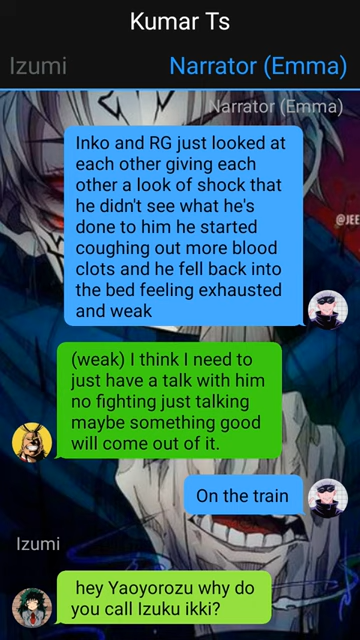 Kumar Ts
Izumi
Narrator (Emma)
Narrator (Emma)
Inko and RG just looked at
each other giving each
other a look of shock that
he didn't see what he's
done to him he started
coughing out more blood
clots and he fell back into
the bed feeling exhausted
and weak
@JEE
(weak) I think I need to
just have a talk with him
no fighting just talking
maybe something good
will come out of it.
On the train
Izumi
hey Yaoyorozu why do
you call Izuku ikki?